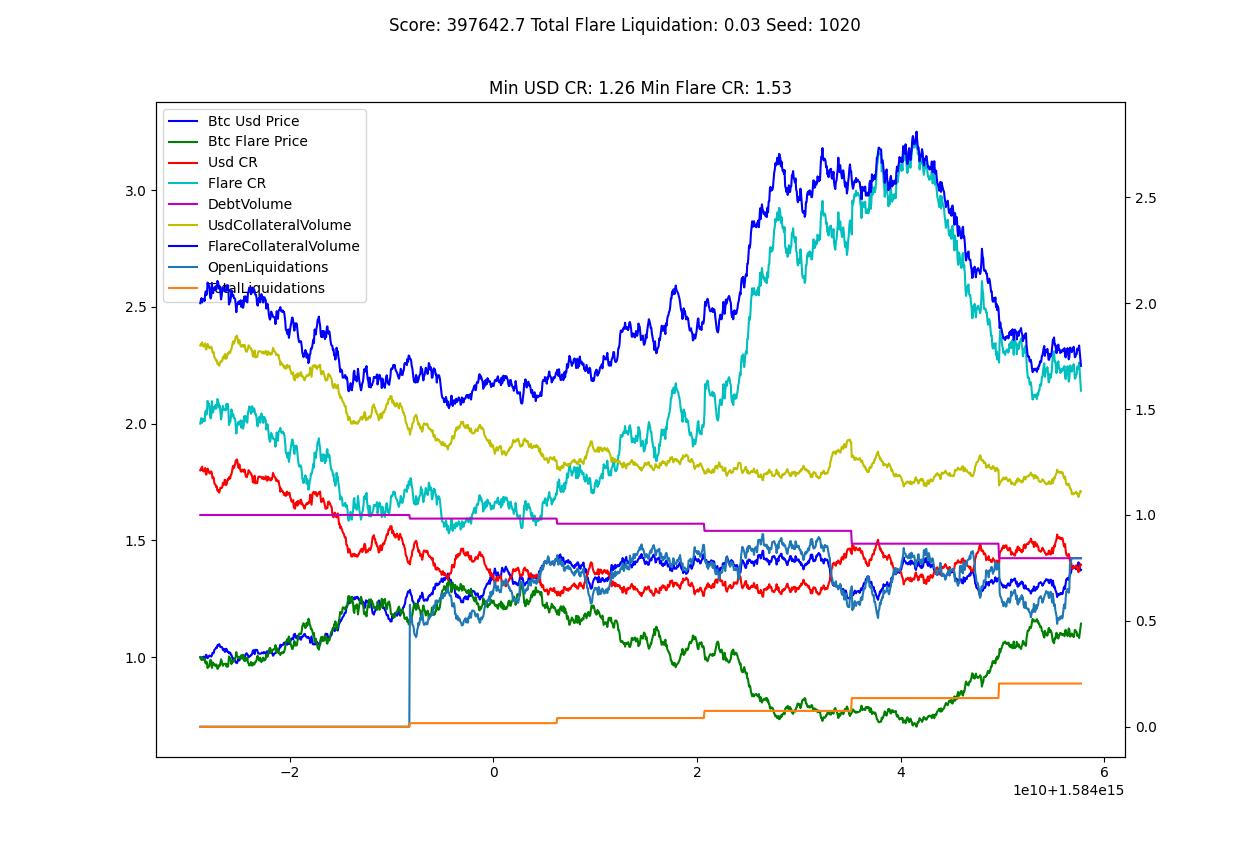 Score: 397642.7 Total Flare Liquidation: 0.03 Seed: 1020
Min USD CR: 1.26 Min Flare CR: 1.53
Btc Usd Price
Btc Flare Price
Usd CR
Flare CR
DebtVolume
UsdCollateralVolume
FlareCollateralVolume
OpenLiquidations
TotalLiquidations
3.0
2.5
2.0
1.5
1.0
2.5
2.0
1.5
1.0
0.5
0.0
−2
0
2
4
6
1e10+1.584e15